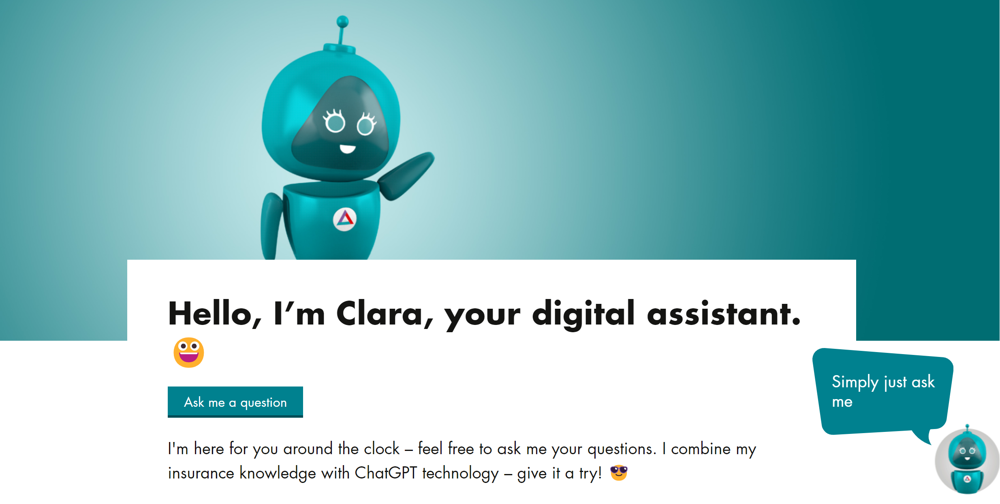 Hello, I’m Clara, your digital assistant.
😃
Ask me a question
I'm here for you around the clock – feel free to ask me your questions. I combine my
insurance knowledge with ChatGPT technology – give it a try! 😎
Simply just ask
me